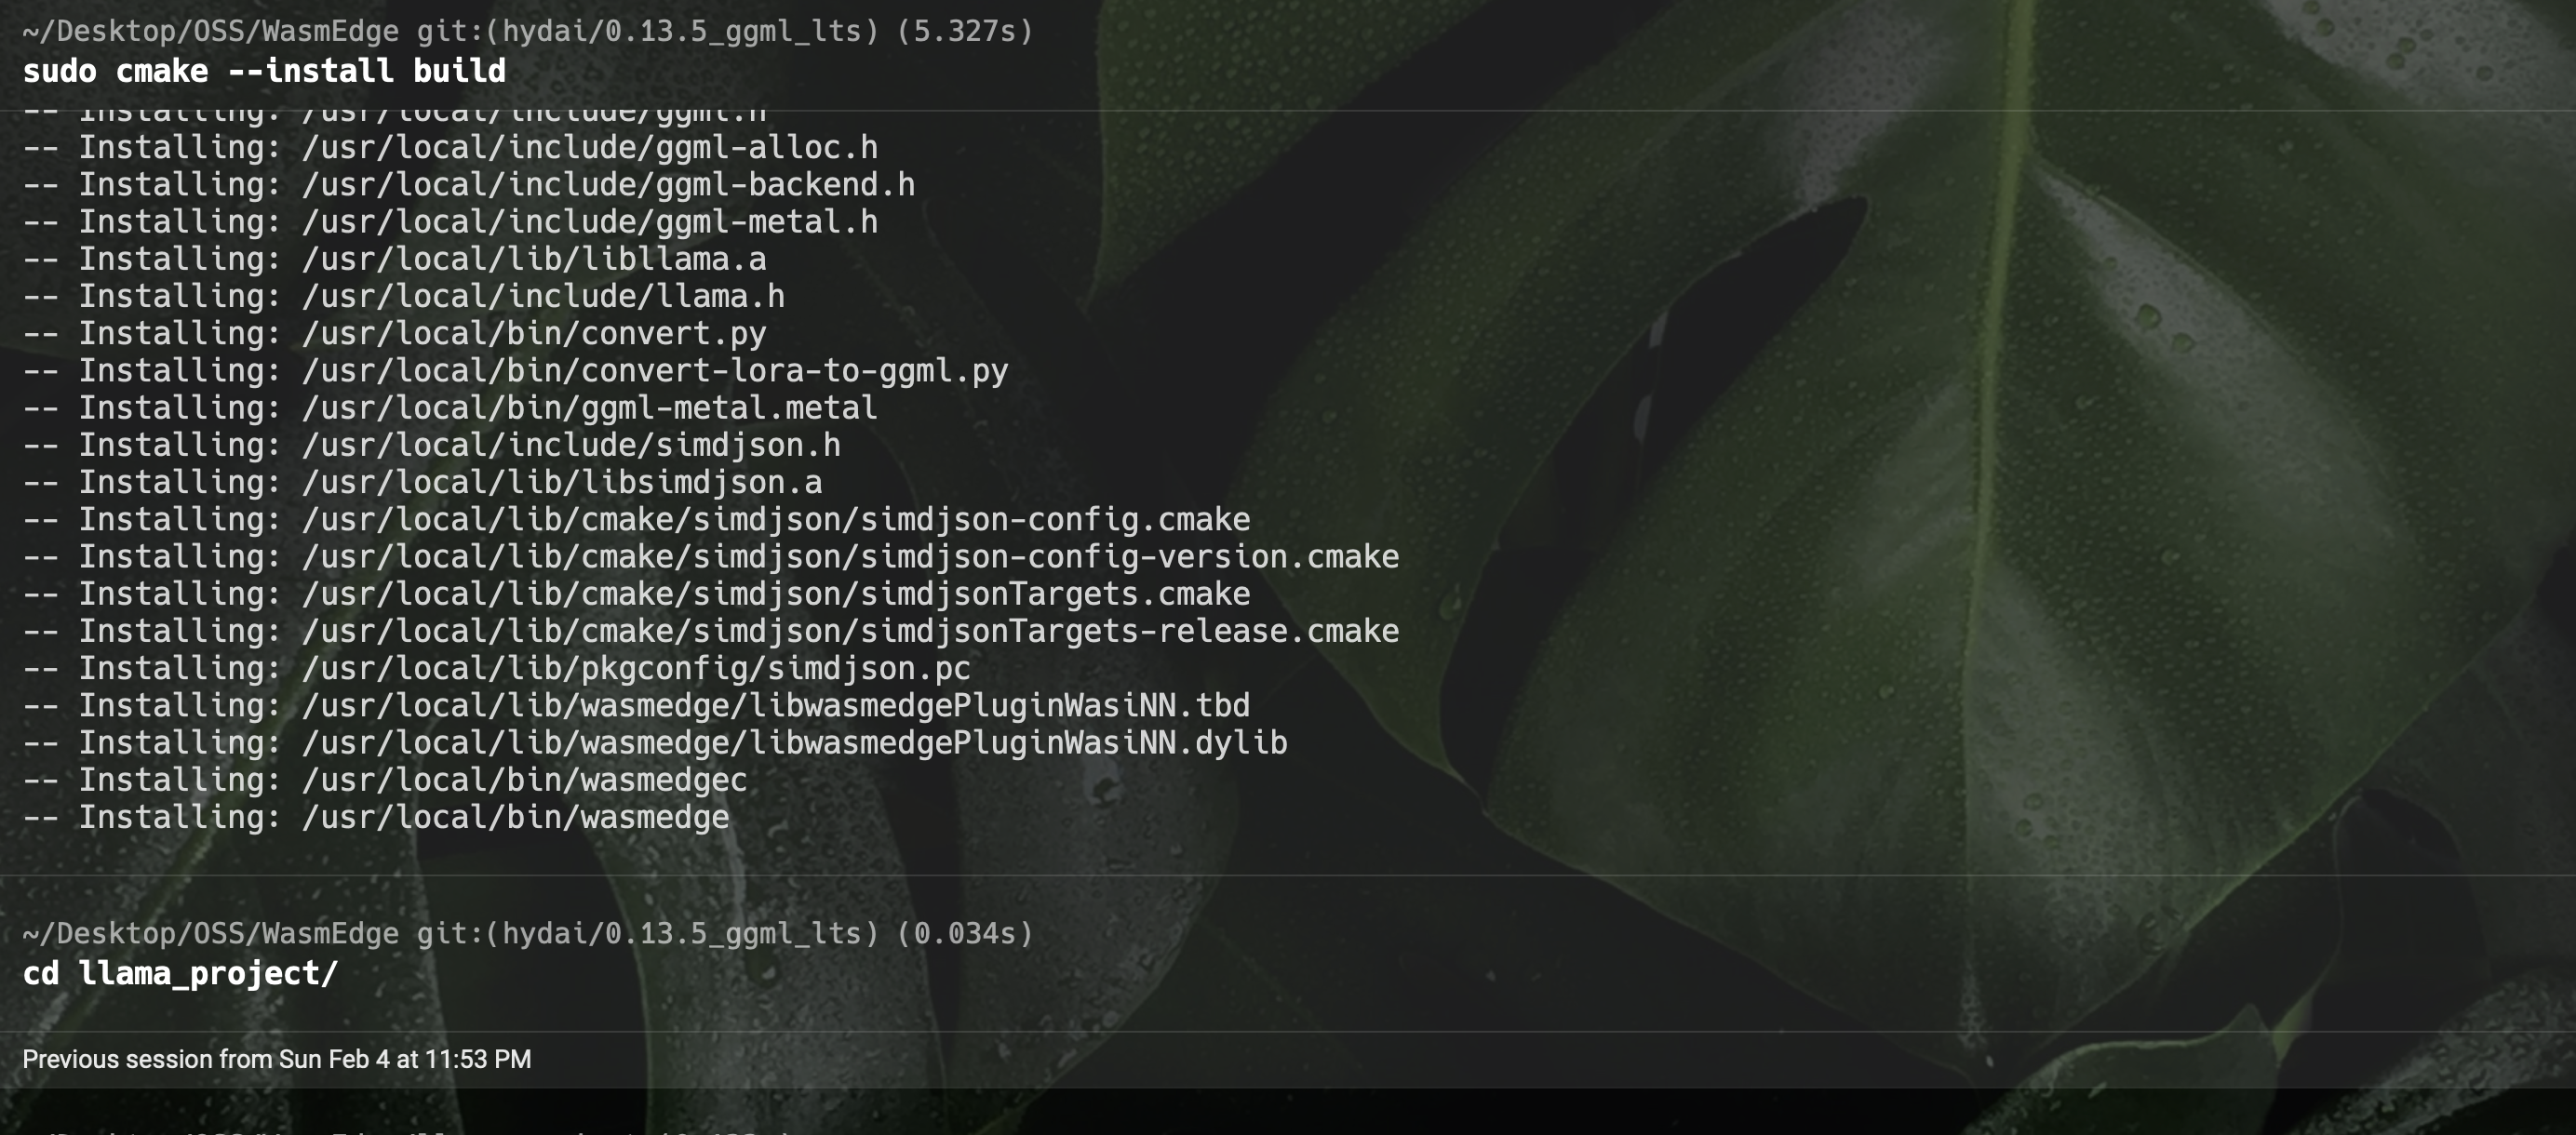 ~/Desktop/OSS/WasmEdge git:(hydai/0.13.5_ggml_lts) (5.327s)
sudo cmake --install build
-- Installing: /usr/local/include/ggml.h
-- Installing: /usr/local/include/ggml-alloc.h
-- Installing: /usr/local/include/ggml-backend.h
-- Installing: /usr/local/include/ggml-metal.h
-- Installing: /usr/local/lib/libllama.a
-- Installing: /usr/local/include/llama.h
-- Installing: /usr/local/bin/convert.py
-- Installing: /usr/local/bin/convert-lora-to-ggml.py
-- Installing: /usr/local/bin/ggml-metal.metal
-- Installing: /usr/local/include/simdjson.h
-- Installing: /usr/local/lib/libsimdjson.a
-- Installing: /usr/local/lib/cmake/simdjson/simdjson-config.cmake
-- Installing: /usr/local/lib/cmake/simdjson/simdjson-config-version.cmake
-- Installing: /usr/local/lib/cmake/simdjson/simdjsonTargets.cmake
-- Installing: /usr/local/lib/cmake/simdjson/simdjsonTargets-release.cmake
-- Installing: /usr/local/lib/pkgconfig/simdjson.pc
-- Installing: /usr/local/lib/wasmedge/libwasmedgePluginWasiNN.tbd
-- Installing: /usr/local/lib/wasmedge/libwasmedgePluginWasiNN.dylib
-- Installing: /usr/local/bin/wasmedgec
-- Installing: /usr/local/bin/wasmedge
~/Desktop/OSS/WasmEdge git:(hydai/0.13.5_ggml_lts) (0.034s)
cd llama_project/
Previous session from Sun Feb 4 at 11:53 PM